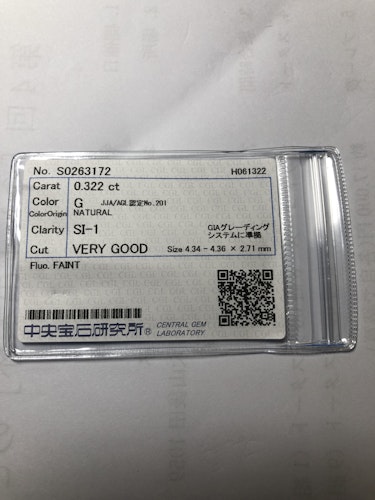 No. S0263172 H061322
Carat 0.322 ct
Color G JJA/AGL認定No.201
ColorOrigin NATURAL
Clarity SI-1 GIAグレーディング
システムに準拠
Cut VERY GOOD Size 4.34 - 4.36 × 2.71 mm
Fluo. FAINT
中央宝石研究所® CENTRAL GEM
LABORATORY.